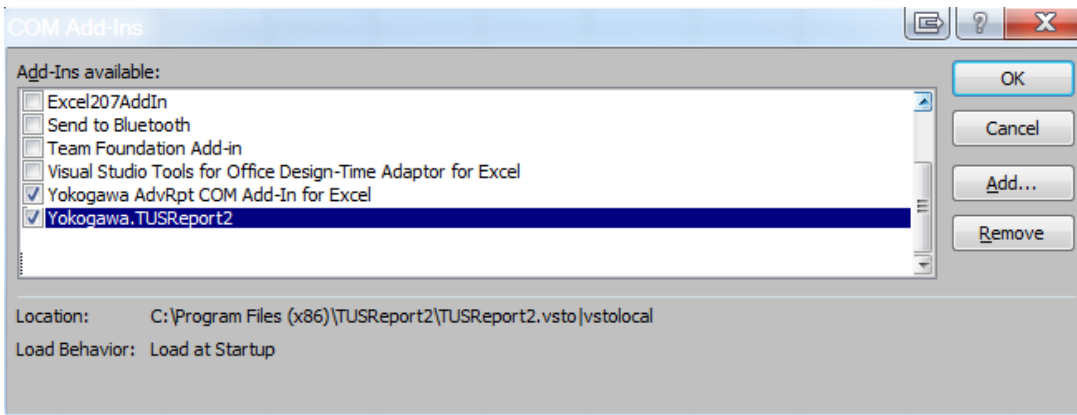 COM Add-Ins
Add-Ins available:
Excel207AddIn
Send to Bluetooth
Team Foundation Add-in
Visual Studio Tools for Office Design-Time Adaptor for Excel
Yokogawa AdvRpt COM Add-In for Excel
Yokogawa.TUSReport2
OK
Cancel
Add...
Remove
Location: C:\Program Files (x86)\TUSReport2\TUSReport2.vsto|vstolocal
Load Behavior: Load at Startup